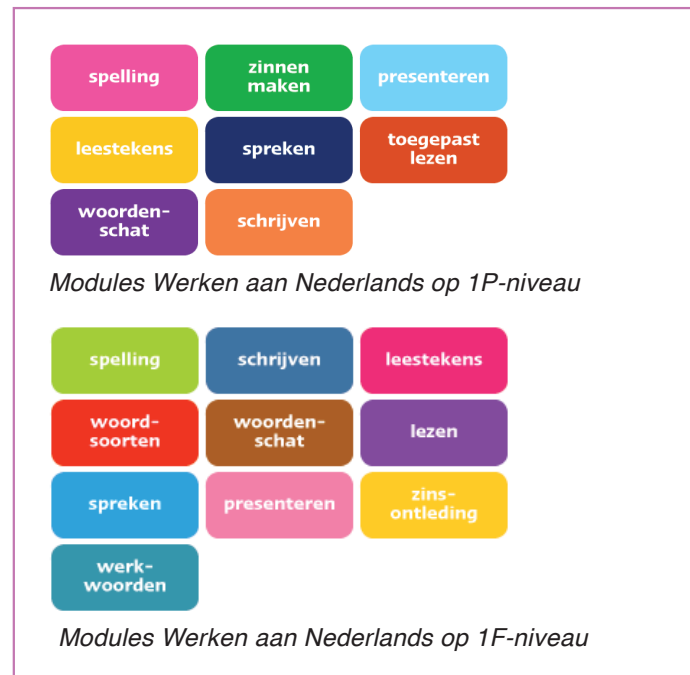 spelling
zinnen
maken
presenteren
leestekens
spreken
toegepast
lezen
woorden-
schat
schrijven
Modules Werken aan Nederlands op 1P-niveau
spelling
schrijven
leestekens
woord-
soorten
woorden-
schat
lezen
spreken
presenteren
zins-
ontleding
werk-
woorden
Modules Werken aan Nederlands op 1F-niveau